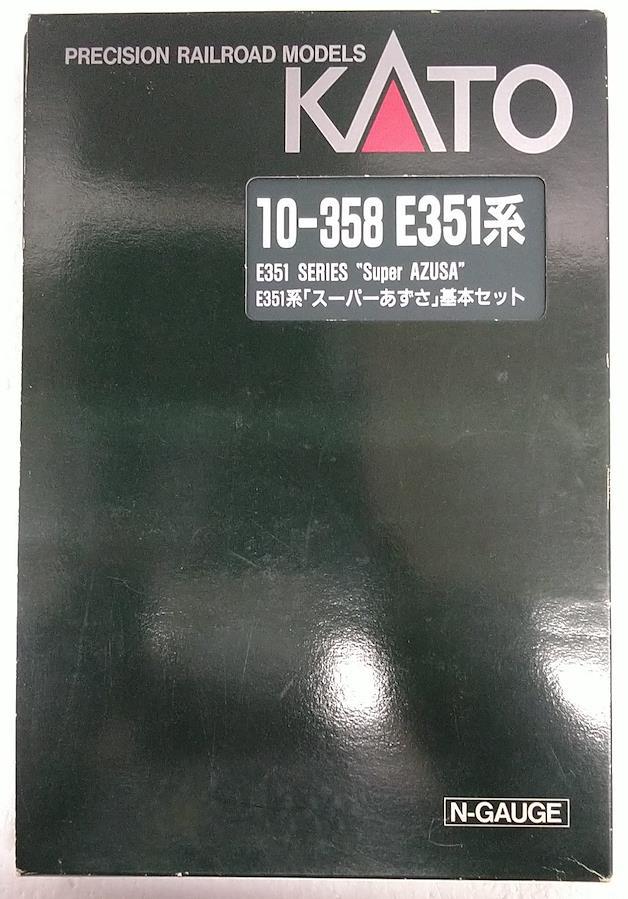 PRECISION RAILROAD MODELS
KATO
10-358 E351系
E351 SERIES "Super AZUSA"
E351系「スーパーあずさ」基本セット
N-GAUGE